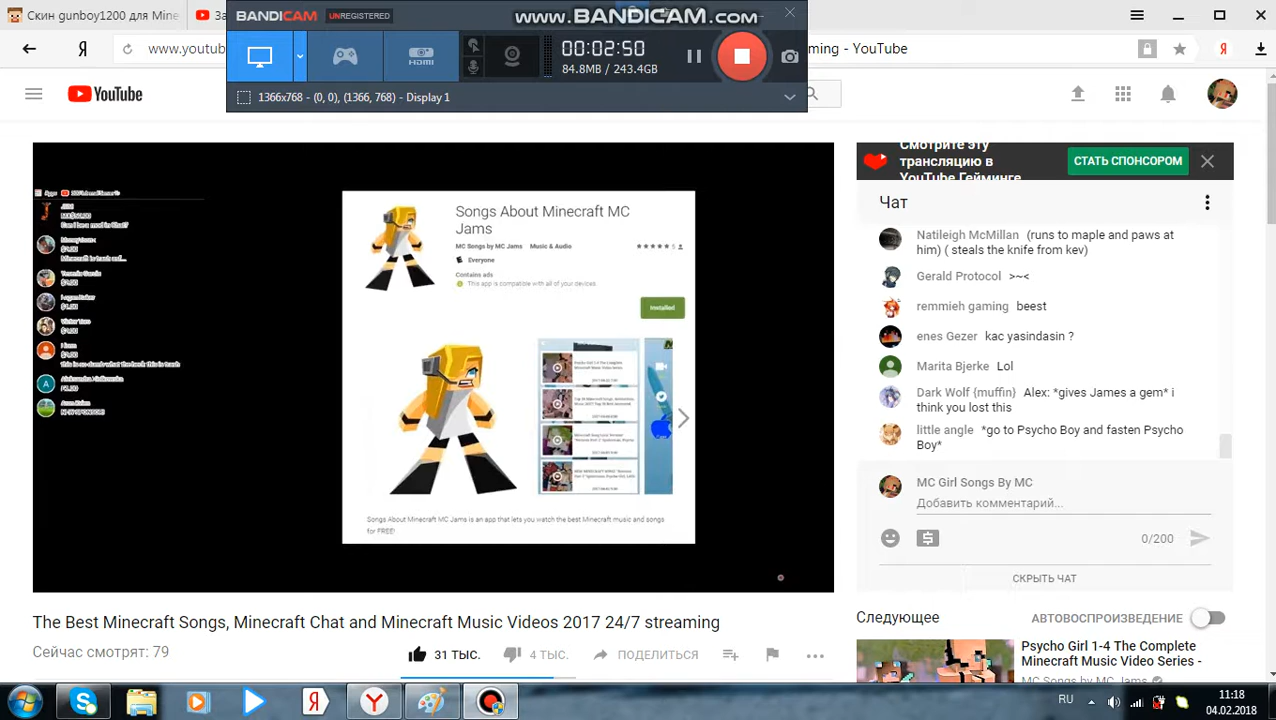 Скин gunboy1200 для Mine
BANDICAM UNREGISTERED
www.BANDICAM.com
www.youtub
ming - YouTube
HDMI
00:02:50
84.8MB / 243.4GB
1366x768 - (0, 0), (1366, 768) - Display 1
YouTube
Apps
Songs About Minecraft MC
Jams
MC Songs by MC Jams Music & Audio
5
Everyone
Contains ads
This app is compatible with all of your devices.
Installed
Songs About Minecraft MC Jams is an app that lets you watch the best Minecraft music and songs
for FREE!
Смотрите эту
трансляцию в
YouTube Гейминге
СТАТЬ СПОНСОРОМ
Чат
Natileigh McMillan (runs to maple and paws at
her) ( steals the knife from kev)
Gerald Protocol >~<
remmieh gaming beest
enes Gezer kac yasindasin ?
Marita Bjerke Lol
Dark Wolf {muffin} Alex: *gives James a gem* i
think you lost this
little angle *go to Psycho Boy and fasten Psycho
Boy*
MC Girl Songs By MC
Добавить комментарий...
0/200
СКРЫТЬ ЧАТ
The Best Minecraft Songs, Minecraft Chat and Minecraft Music Videos 2017 24/7 streaming
Сейчас смотрят: 79
31 ТЫС.
4 ТЫС.
ПОДЕЛИТЬСЯ
Следующее
АВТОВОСПРОИЗВЕДЕНИЕ
Psycho Girl 1-4 The Complete
Minecraft Music Video Series -
MC Songs by MC Jams
RU
11:18
04.02.2018